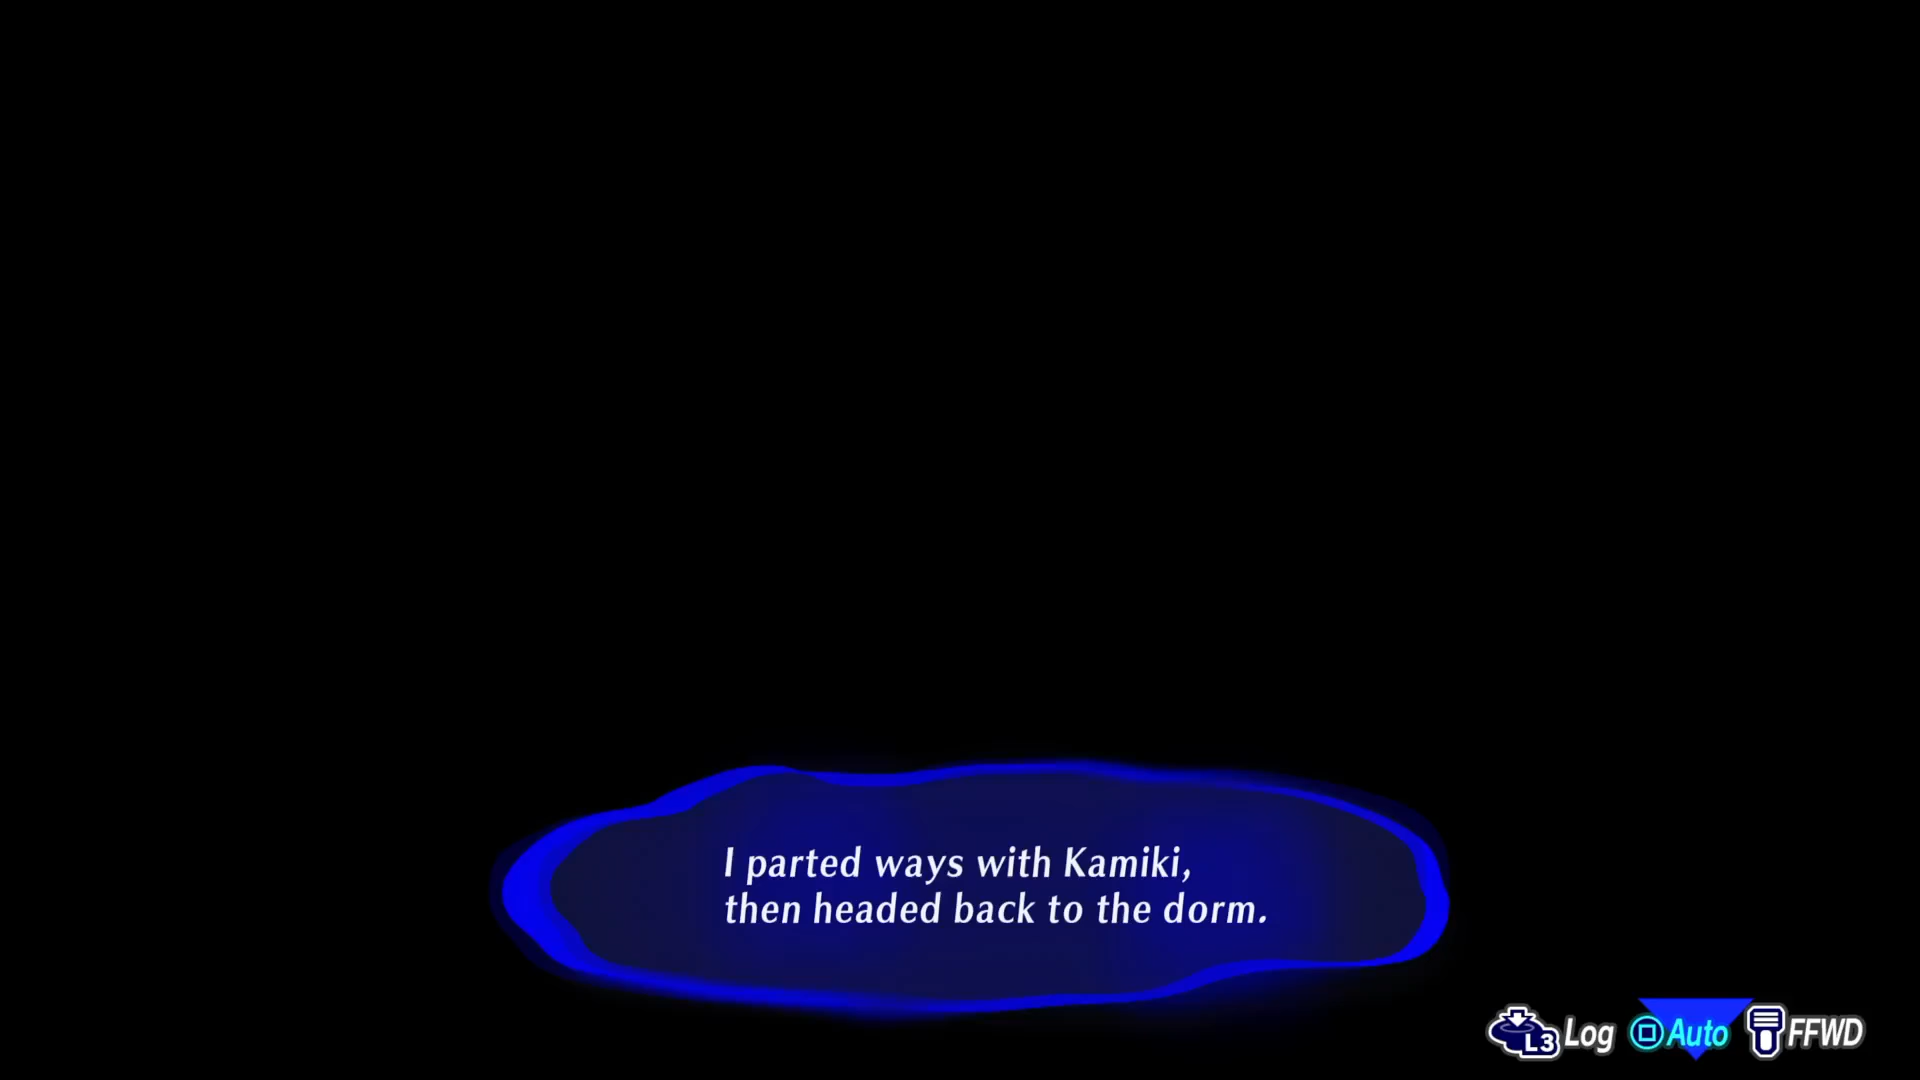 I parted ways with Kamiki,
then headed back to the dorm.
L3 Log Auto FFWD